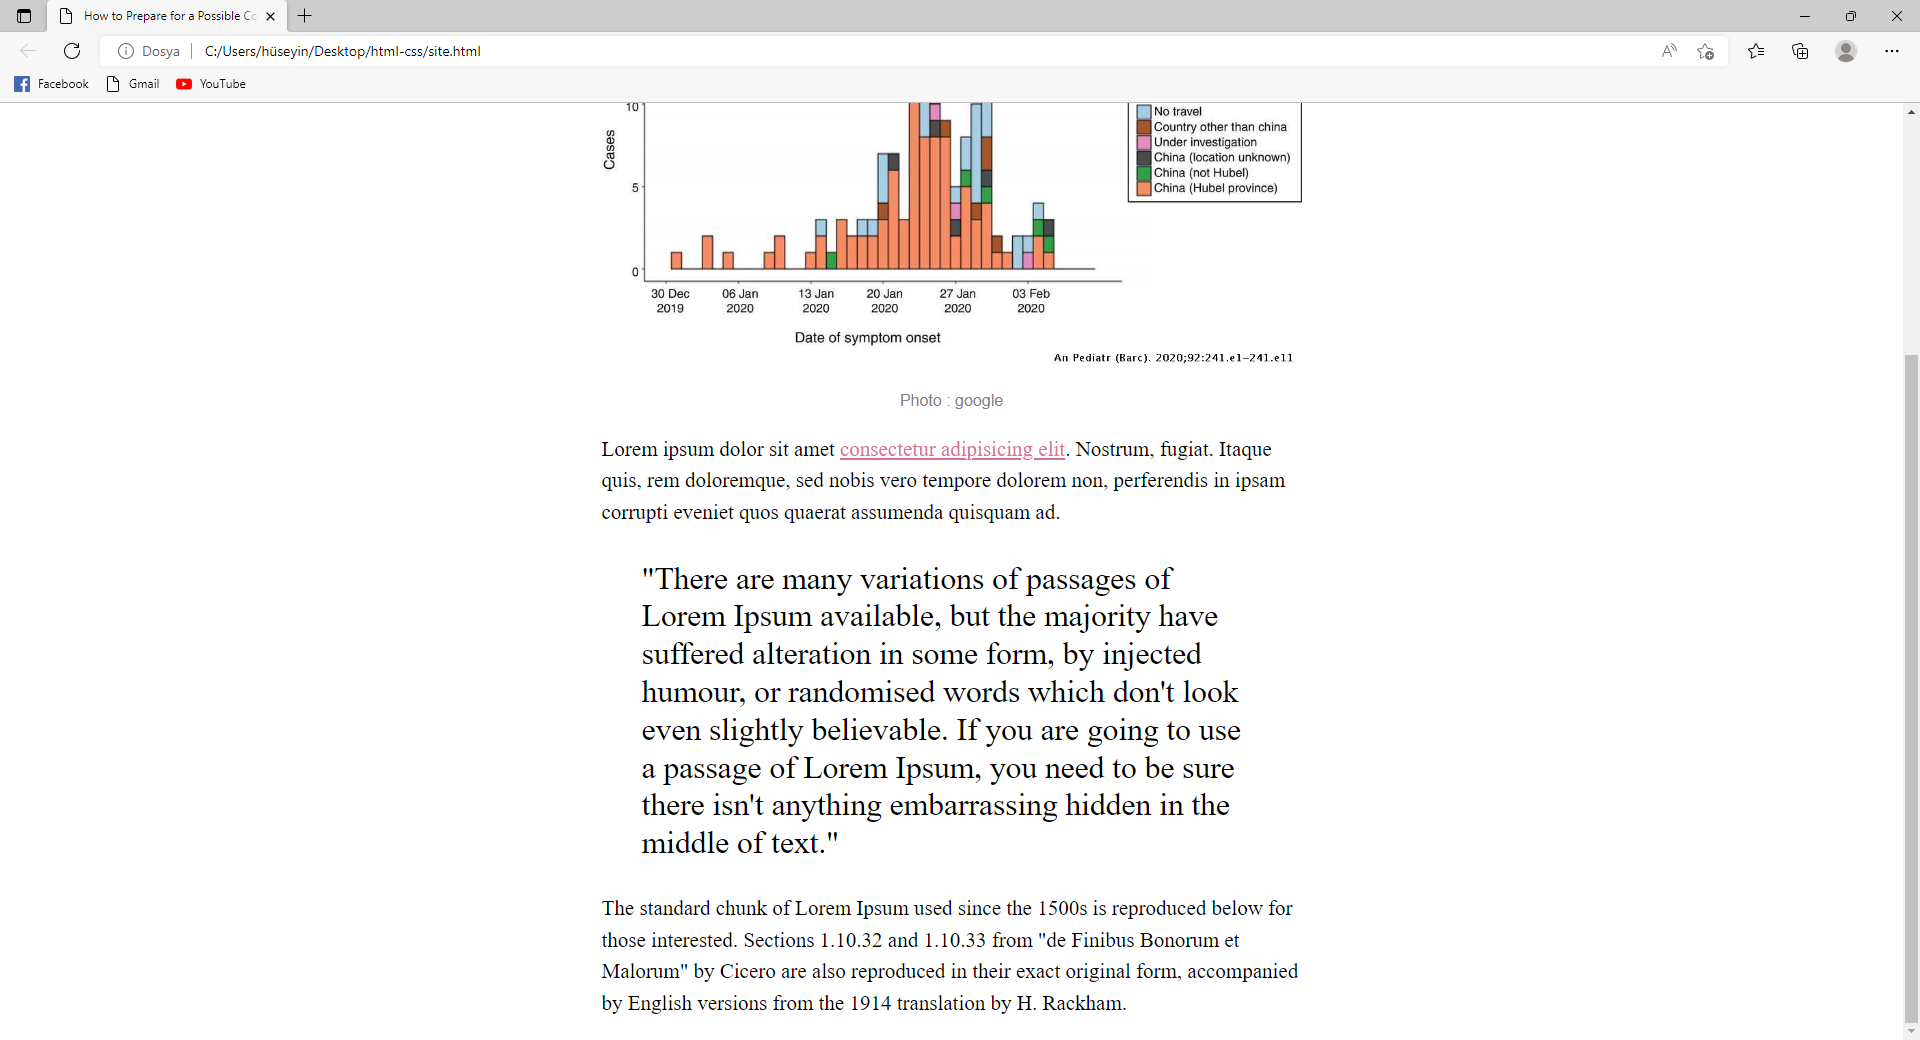 How to Prepare for a Possible Co
Dosya
C:/Users/hüseyin/Desktop/html-css/site.html
Facebook
Gmail
YouTube
10
Cases
5
0
No travel
Country other than china
Under investigation
China (location unknown)
China (not Hubel)
China (Hubel province)
30 Dec 06 Jan 13 Jan 20 Jan 27 Jan 03 Feb
2019 2020 2020 2020 2020 2020
Date of symptom onset
An Pediatr (Barc). 2020;92:241.e1–241.e11
Photo : google
Lorem ipsum dolor sit amet consectetur adipisicing elit. Nostrum, fugiat. Itaque
quis, rem doloremque, sed nobis vero tempore dolorem non, perferendis in ipsam
corrupti eveniet quos quaerat assumenda quisquam ad.
"There are many variations of passages of
Lorem Ipsum available, but the majority have
suffered alteration in some form, by injected
humour, or randomised words which don't look
even slightly believable. If you are going to use
a passage of Lorem Ipsum, you need to be sure
there isn't anything embarrassing hidden in the
middle of text."
The standard chunk of Lorem Ipsum used since the 1500s is reproduced below for
those interested. Sections 1.10.32 and 1.10.33 from "de Finibus Bonorum et
Malorum" by Cicero are also reproduced in their exact original form, accompanied
by English versions from the 1914 translation by H. Rackham.